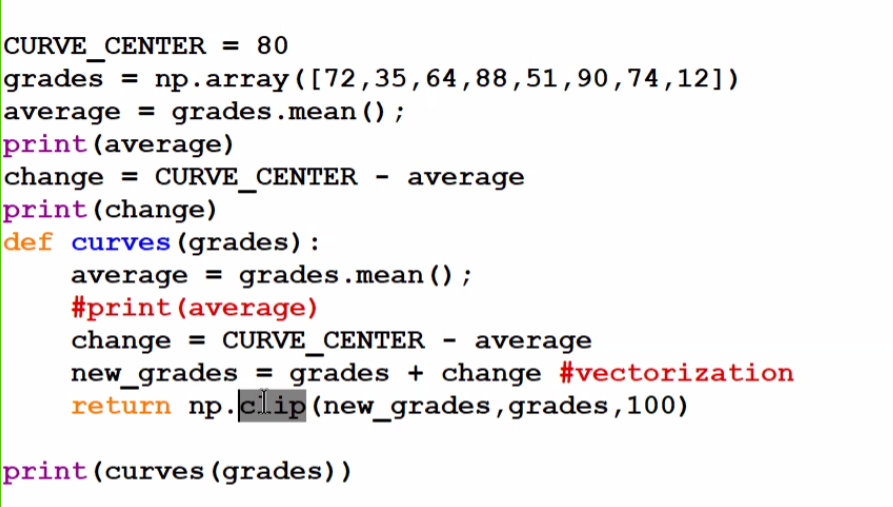 CURVE_CENTER = 80
grades = np.array([72,35,64,88,51,90,74,12])
average = grades.mean();
print(average)
change = CURVE_CENTER - average
print(change)
def curves(grades):
    average = grades.mean();
    #print(average)
    change = CURVE_CENTER - average
    new_grades = grades + change #vectorization
    return np.clip(new_grades,grades,100)
print(curves(grades))